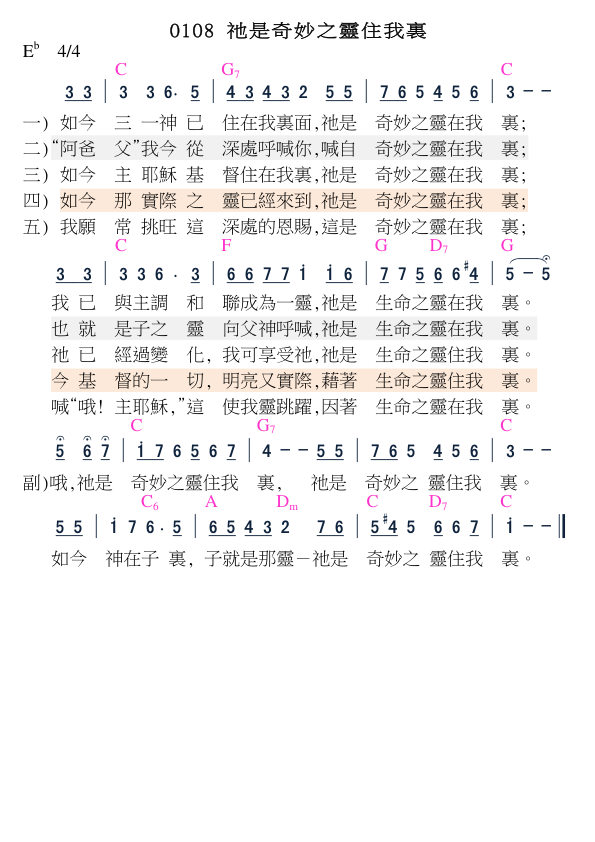 0108 祂是奇妙之靈住我裏
E♭ 4/4
C G7 C
3 3 | 3 3 6· 5 | 4 3 4 3 2 5 5 | 7 6 5 4 5 6 | 3 – –
一) 如今 三 一神 已 住在我裏面,祂是 奇妙之靈在我 裏;
二)“阿爸 父”我今 從 深處呼喊你,喊自 奇妙之靈在我 裏;
三) 如今 主 耶穌 基 督住在我裏,祂是 奇妙之靈在我 裏;
四) 如今 那 實際 之 靈已經來到,祂是 奇妙之靈在我 裏;
五) 我願 常 挑旺 這 深處的恩賜,這是 奇妙之靈在我 裏;
C F G D7 G
3 3 | 3 3 6 · 3 | 6 6 7 7 i i 6 | 7 7 5 6 6 #4 | 5 – 5
我 已 與主調 和 聯成為一靈,祂是 生命之靈在我 裏。
也 就 是子之 靈 向父神呼喊,祂是 生命之靈在我 裏。
祂 已 經過變 化, 我可享受祂,祂是 生命之靈住我 裏。
今 基 督的一 切, 明亮又實際,藉著 生命之靈住我 裏。
喊“哦! 主耶穌,”這 使我靈跳躍,因著 生命之靈在我 裏。
C G7 C
5 6 7 | i 7 6 5 6 7 | 4 – – 5 5 | 7 6 5 4 5 6 | 3 – –
副)哦,祂是 奇妙之靈住我 裏, 祂是 奇妙之 靈住我 裏。
C6 A Dm C D7 C
5 5 | i 7 6 · 5 | 6 5 4 3 2 7 6 | 5 #4 5 6 6 7 | i – – ‖
如今 神在子 裏, 子就是那靈－祂是 奇妙之 靈住我 裏。